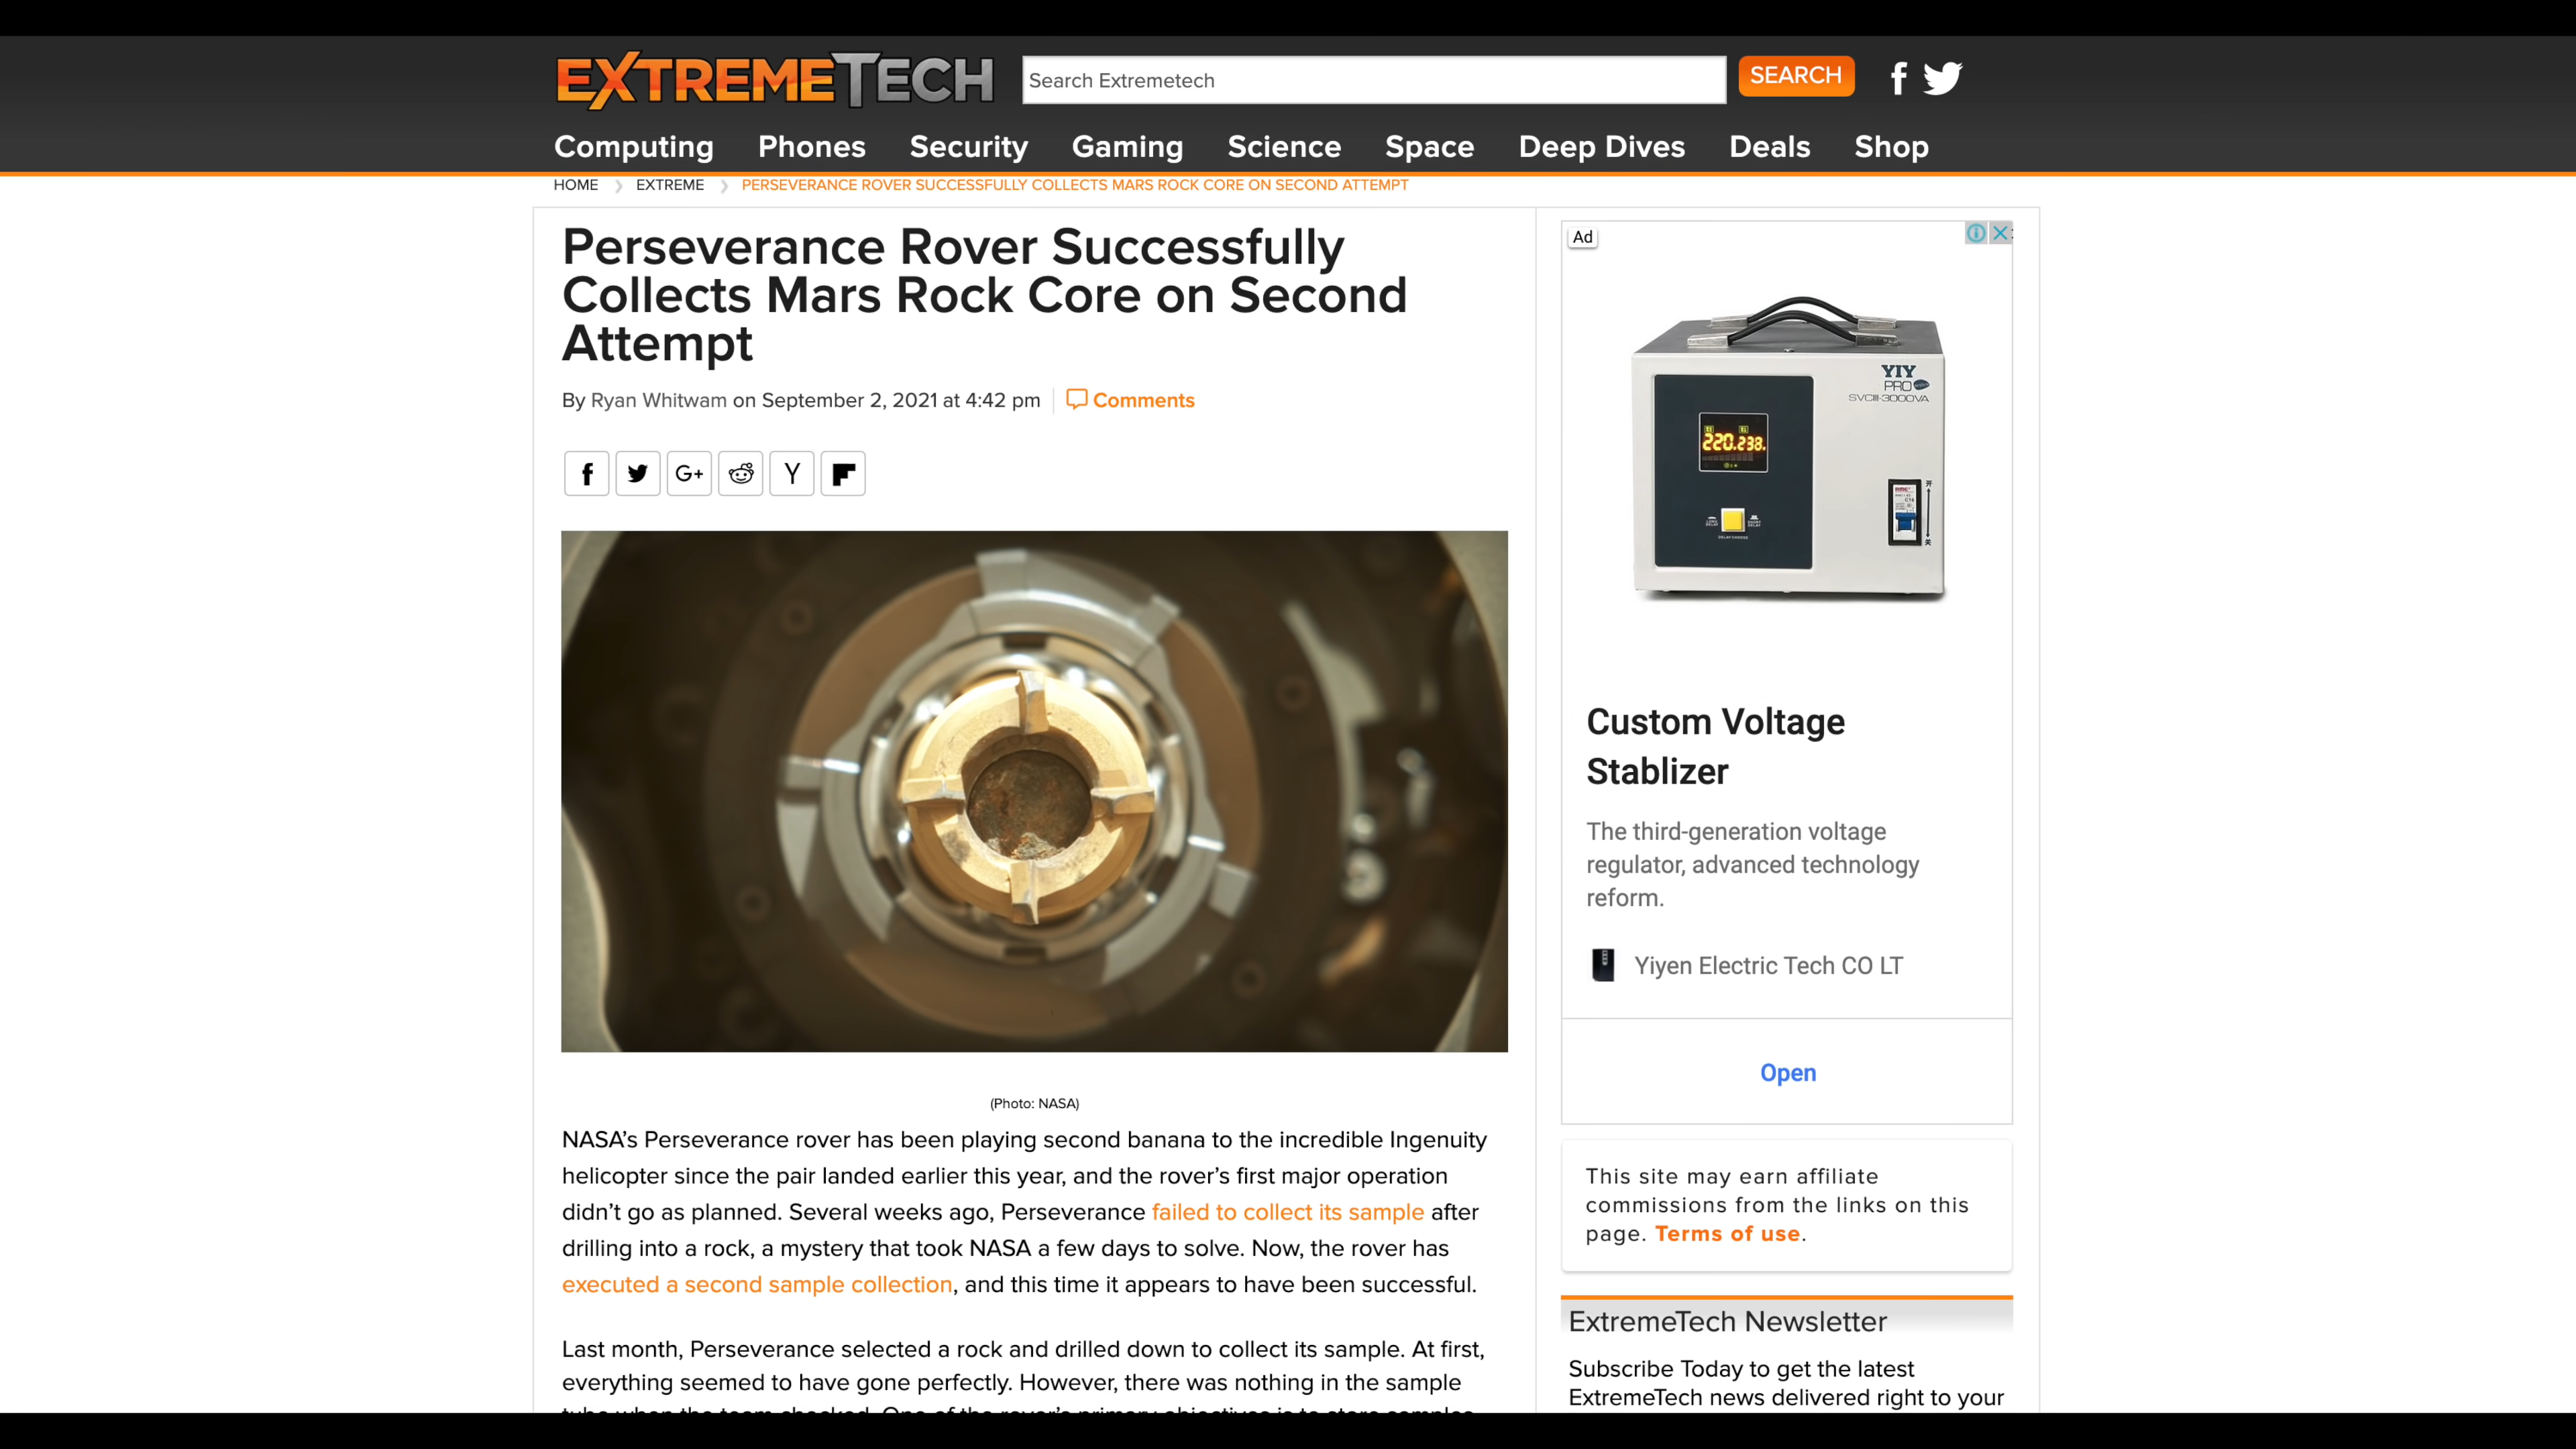 EXTREMETECH
Search Extremetech
SEARCH
Computing Phones Security Gaming Science Space Deep Dives Deals Shop
HOME EXTREME PERSEVERANCE ROVER SUCCESSFULLY COLLECTS MARS ROCK CORE ON SECOND ATTEMPT
Perseverance Rover Successfully
Collects Mars Rock Core on Second
Attempt
By Ryan Whitwam on September 2, 2021 at 4:42 pm
Comments
G+
(Photo: NASA)
NASA’s Perseverance rover has been playing second banana to the incredible Ingenuity
helicopter since the pair landed earlier this year, and the rover’s first major operation
didn’t go as planned. Several weeks ago, Perseverance failed to collect its sample after
drilling into a rock, a mystery that took NASA a few days to solve. Now, the rover has
executed a second sample collection, and this time it appears to have been successful.
Last month, Perseverance selected a rock and drilled down to collect its sample. At first,
everything seemed to have gone perfectly. However, there was nothing in the sample
Ad
YIY
PRO
SVCIII-3000VA
220.238.
开
关
DELAY CHOOSE
Custom Voltage
Stablizer
The third-generation voltage
regulator, advanced technology
reform.
Yiyen Electric Tech CO LT
Open
This site may earn affiliate
commissions from the links on this
page. Terms of use.
ExtremeTech Newsletter
Subscribe Today to get the latest
ExtremeTech news delivered right to your